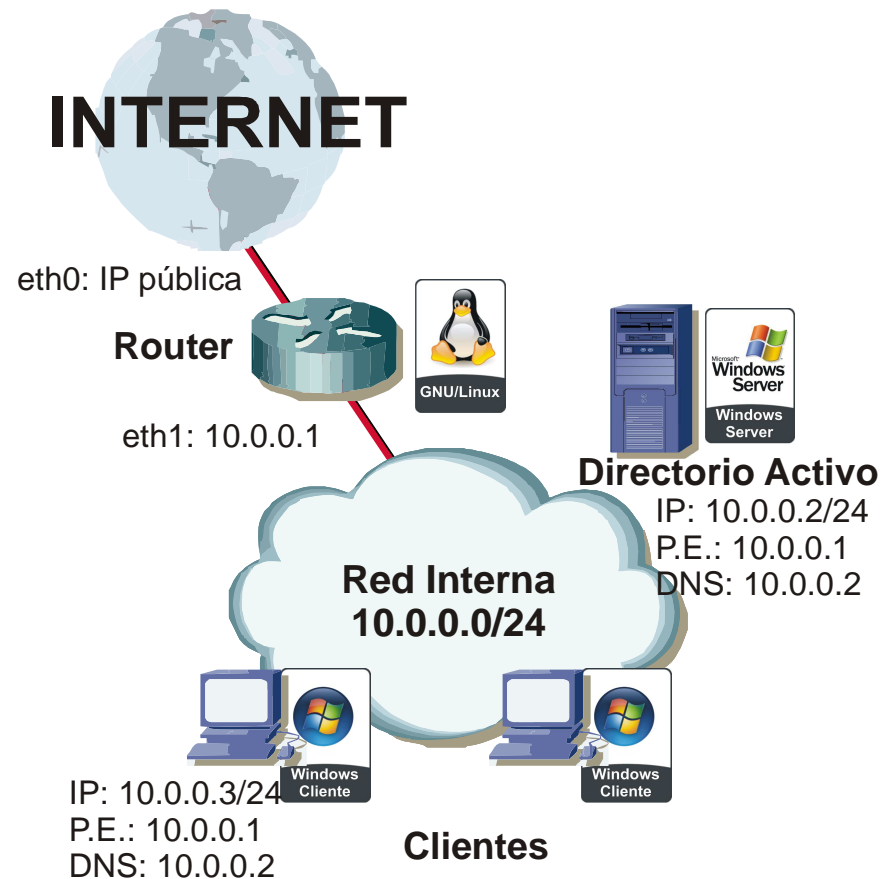 INTERNET
eth0: IP pública
Router
GNU/Linux
eth1: 10.0.0.1
Microsoft
Windows
Server
Windows
Server
Directorio Activo
IP: 10.0.0.2/24
P.E.: 10.0.0.1
DNS: 10.0.0.2
Red Interna
10.0.0.0/24
Windows
Cliente
Windows
Cliente
IP: 10.0.0.3/24
P.E.: 10.0.0.1
DNS: 10.0.0.2
Clientes